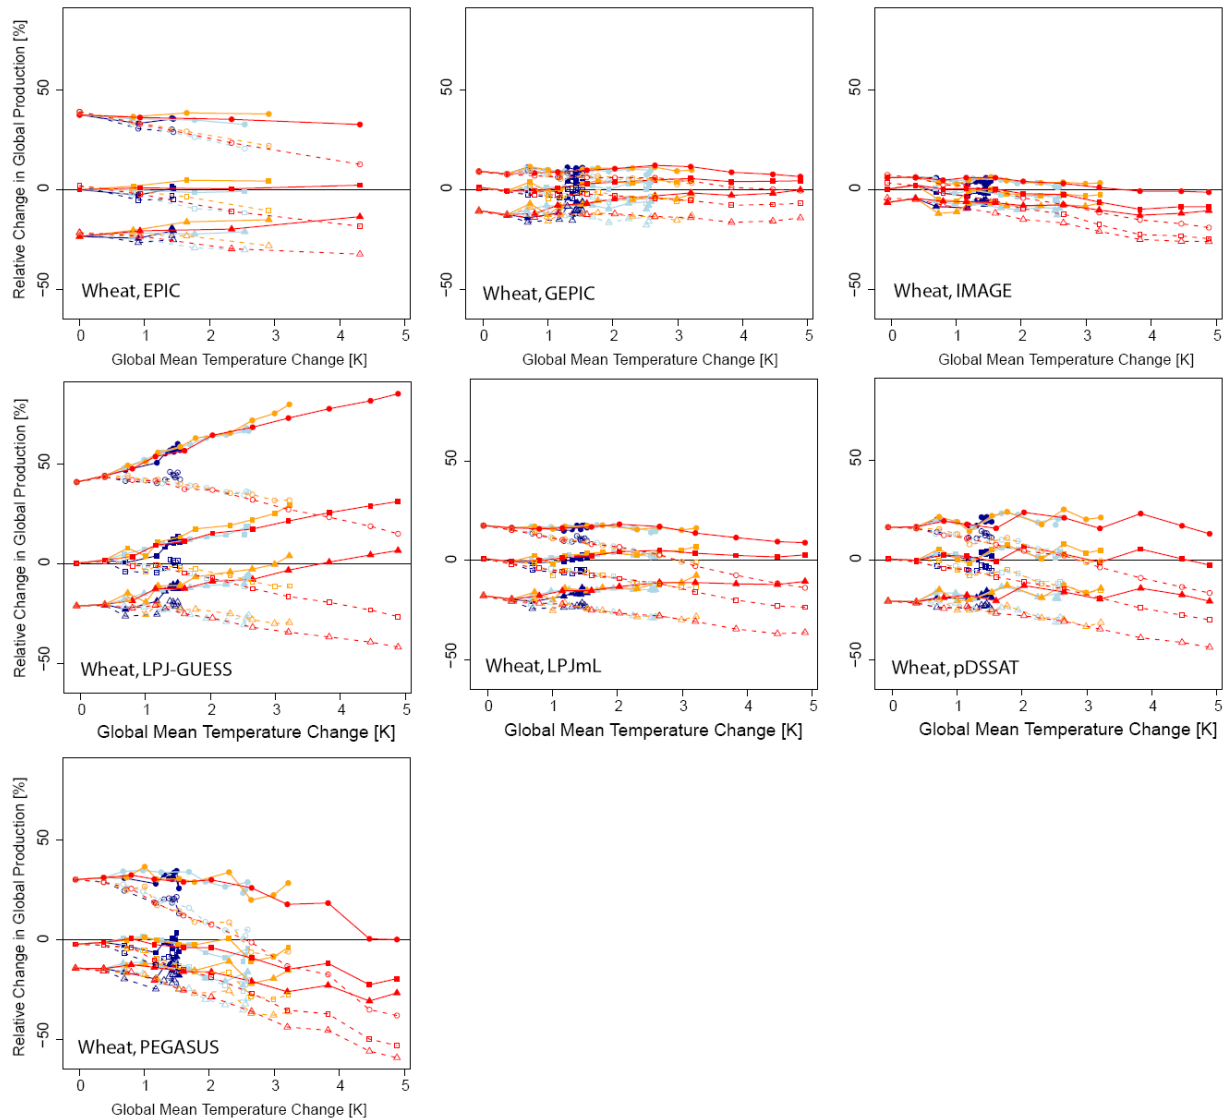 Relative Change in Global Production [%]
50
0
−50
Wheat, EPIC
0 1 2 3 4 5
Global Mean Temperature Change [K]
50
0
−50
Wheat, GEPIC
0 1 2 3 4 5
Global Mean Temperature Change [K]
50
0
−50
Wheat, IMAGE
0 1 2 3 4 5
Global Mean Temperature Change [K]
Relative Change in Global Production [%]
50
0
−50
Wheat, LPJ-GUESS
0 1 2 3 4 5
Global Mean Temperature Change [K]
50
0
−50
Wheat, LPJmL
0 1 2 3 4 5
Global Mean Temperature Change [K]
50
0
−50
Wheat, pDSSAT
0 1 2 3 4 5
Global Mean Temperature Change [K]
Relative Change in Global Production [%]
50
0
−50
Wheat, PEGASUS
0 1 2 3 4 5
Global Mean Temperature Change [K]